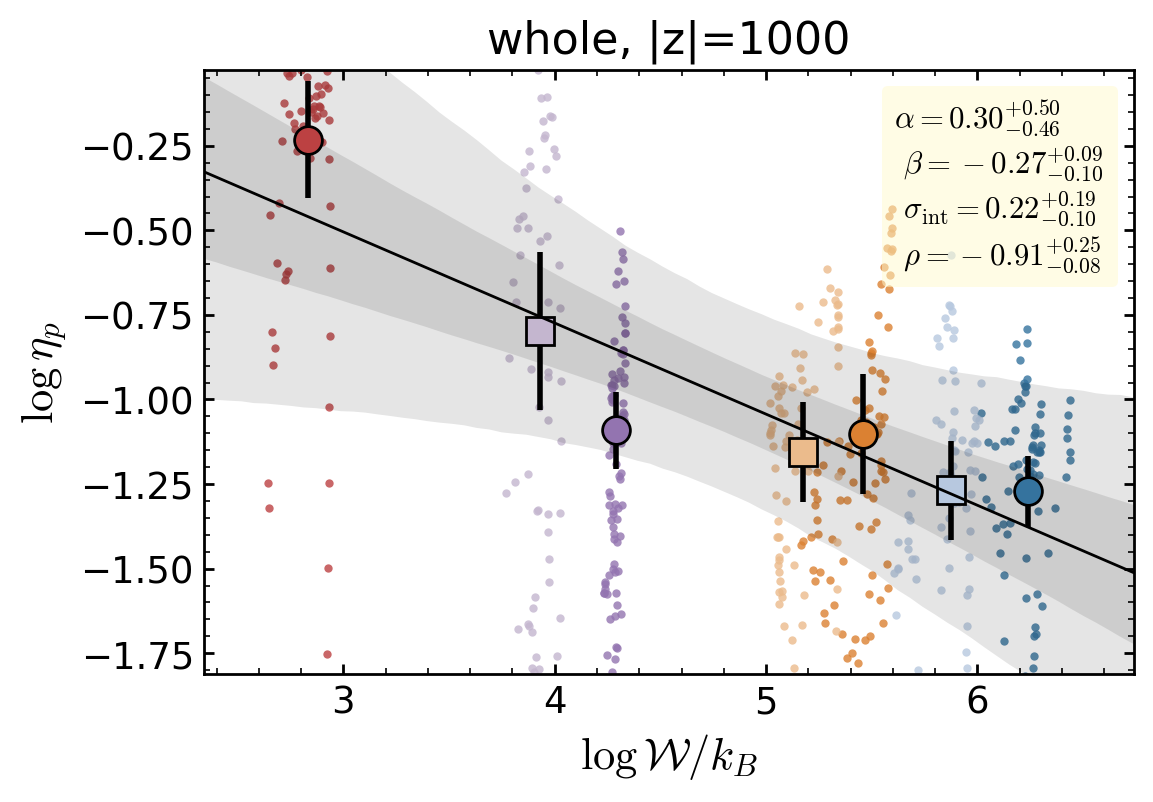 whole, |z|=1000
α = 0.30^{+0.50}_{-0.46}
β = −0.27^{+0.09}_{-0.10}
σ_int = 0.22^{+0.19}_{-0.10}
ρ = −0.91^{+0.25}_{-0.08}
log η_p
−0.25
−0.50
−0.75
−1.00
−1.25
−1.50
−1.75
3 4 5 6
log 𝒲/k_B